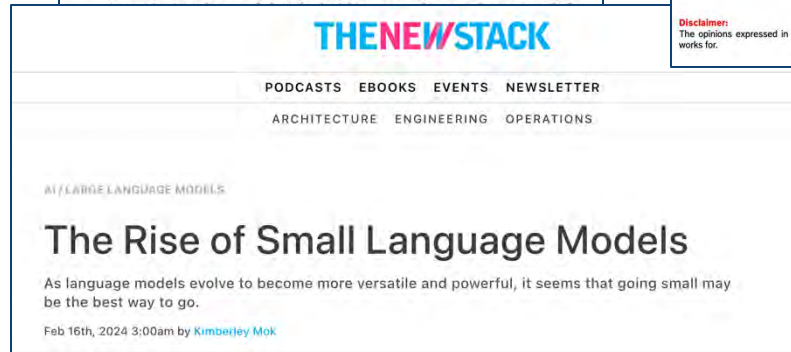 Disclaimer:
The opinions expressed in
works for.
THENEWSTACK
PODCASTS EBOOKS EVENTS NEWSLETTER
ARCHITECTURE ENGINEERING OPERATIONS
AI / LARGE LANGUAGE MODELS
The Rise of Small Language Models
As language models evolve to become more versatile and powerful, it seems that going small may
be the best way to go.
Feb 16th, 2024 3:00am by Kimberley Mok